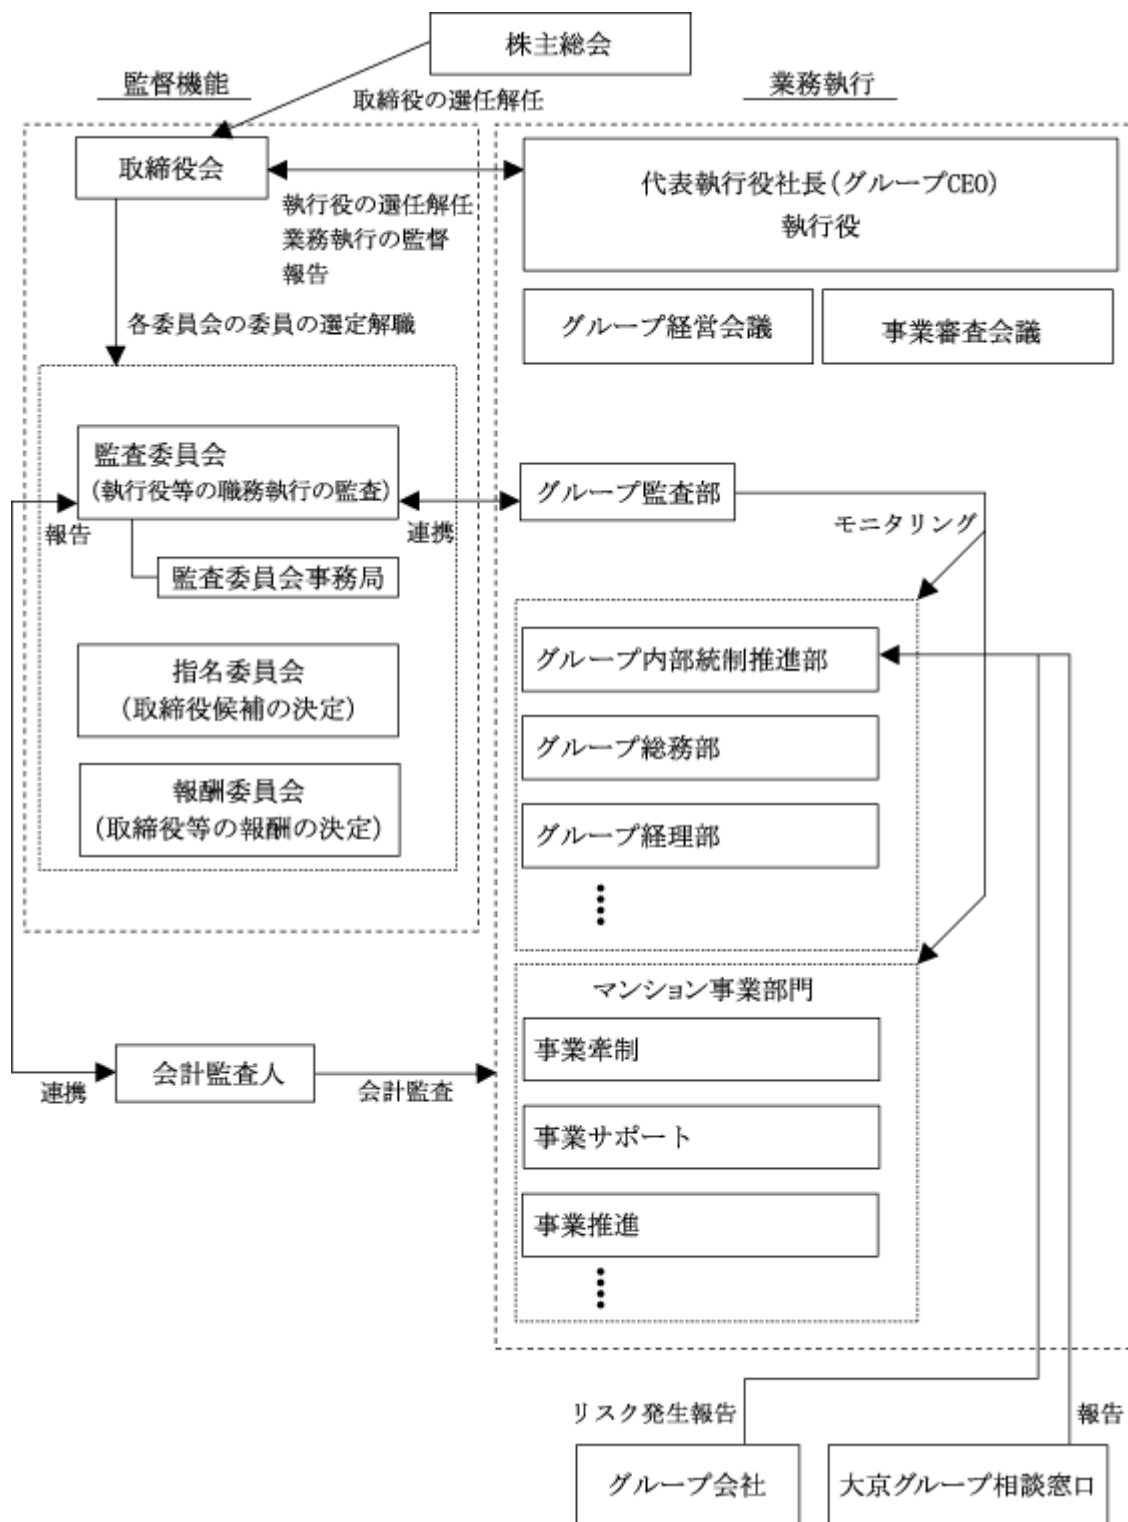 株主総会
監督機能
取締役の選任解任
業務執行
取締役会
執行役の選任解任
業務執行の監督
報告
代表執行役社長(グループCEO)
執行役
グループ経営会議
事業審査会議
各委員会の委員の選定解職
監査委員会
(執行役等の職務執行の監査)
報告
連携
監査委員会事務局
グループ監査部
モニタリング
指名委員会
(取締役候補の決定)
報酬委員会
(取締役等の報酬の決定)
グループ内部統制推進部
グループ総務部
グループ経理部
マンション事業部門
事業牽制
事業サポート
事業推進
会計監査人
連携
会計監査
リスク発生報告
報告
グループ会社
大京グループ相談窓口